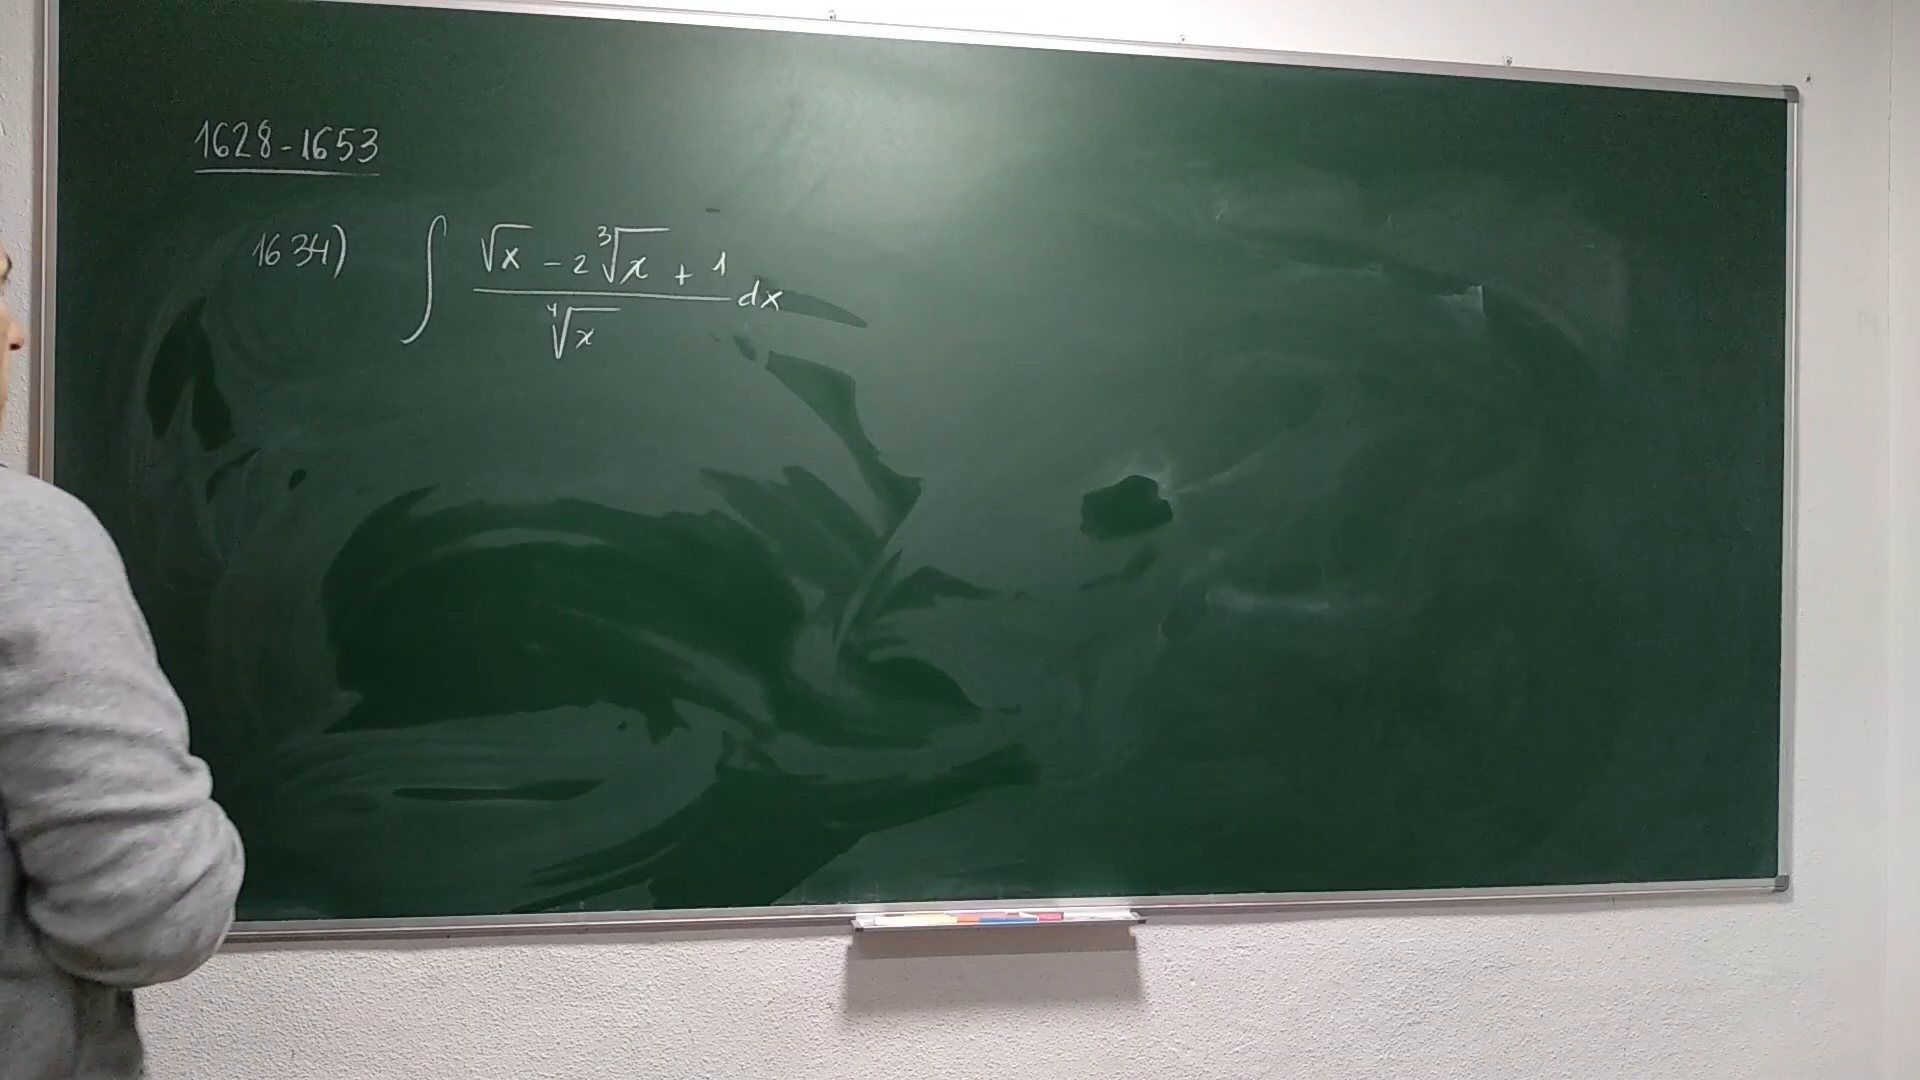 1628-1653
1634) ∫ (√x - 2∛x + 1)/(∜x) dx